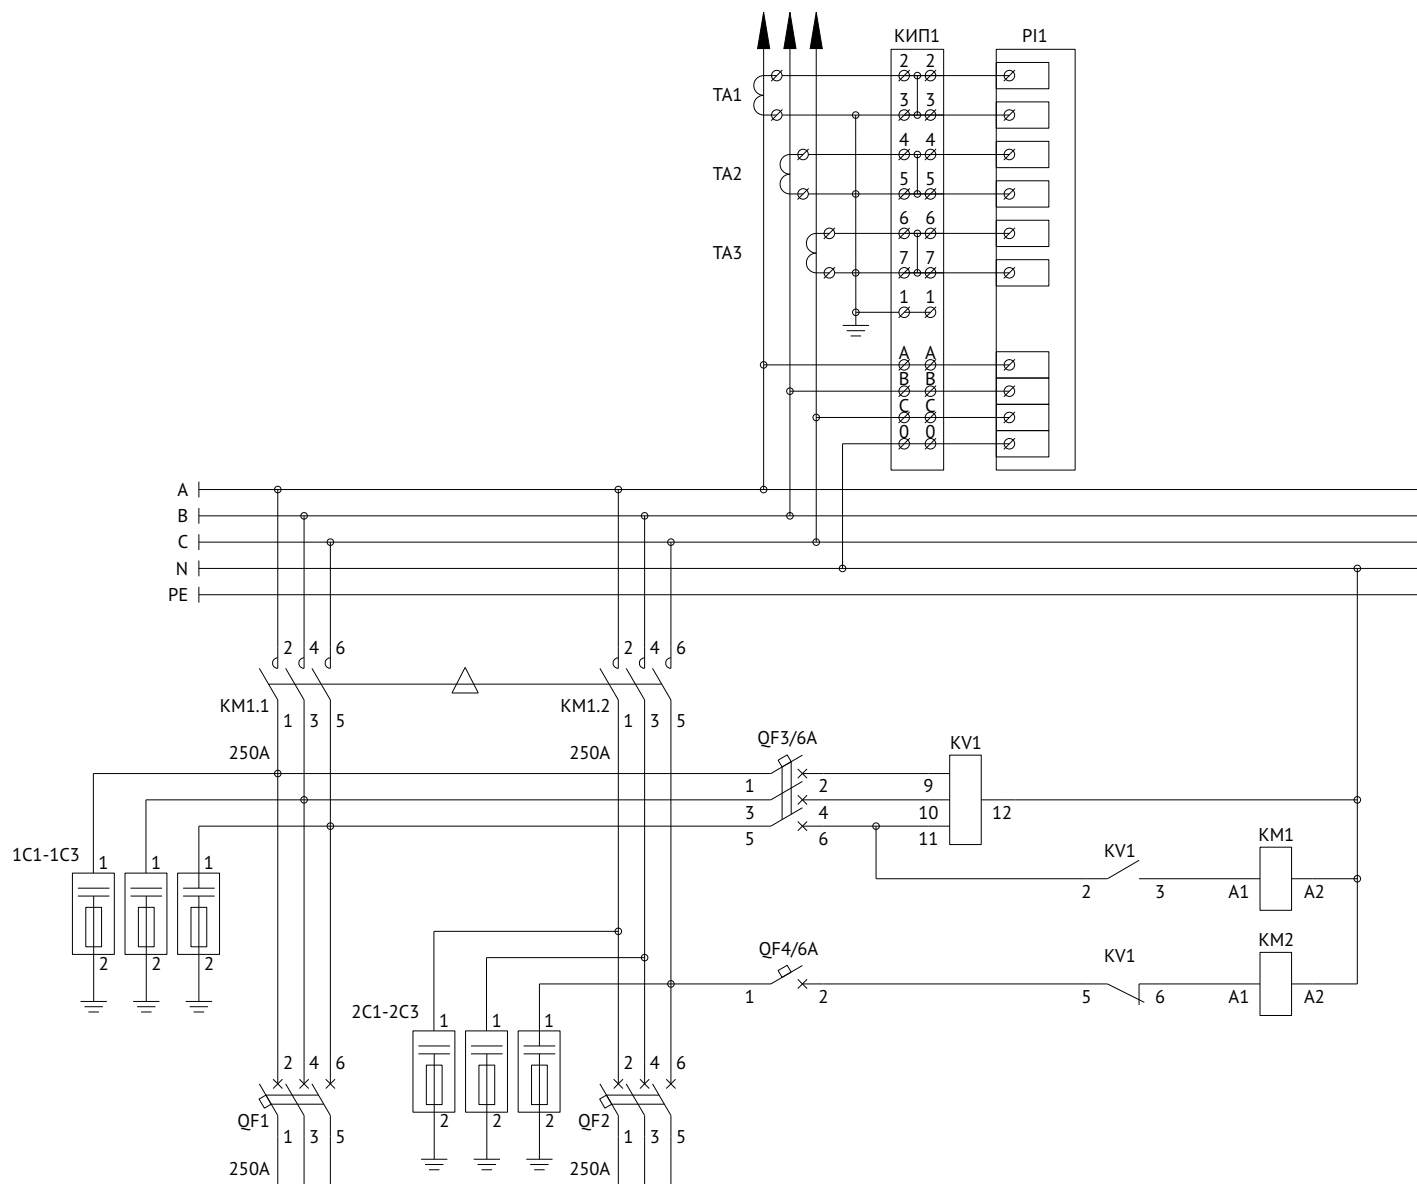 КИП1 PI1
2 2
TA1
3 3
4 4
TA2
5 5
6 6
TA3
7 7
1 1
A A
B B
C C
0 0
A
B
C
N
PE
2 4 6
2 4 6
KM1.1
KM1.2
1 3 5
1 3 5
250A
250A
QF3/6A
KV1
1 2 9
3 4 10 12
5 6 11
1C1-1C3
1 1 1
2 2 2
KV1
KM1
2 3 A1 A2
QF4/6A
KV1
KM2
1 2 5 6 A1 A2
2C1-2C3
1 1 1
2 2 2
2 4 6
2 4 6
QF1
QF2
1 3 5
1 3 5
250A
250A